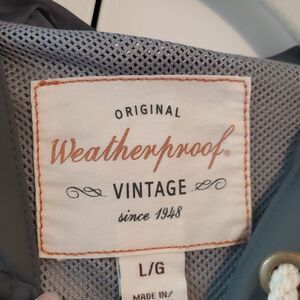 ORIGINAL
Weatherproof®
VINTAGE
since 1948
L/G
MADE IN/